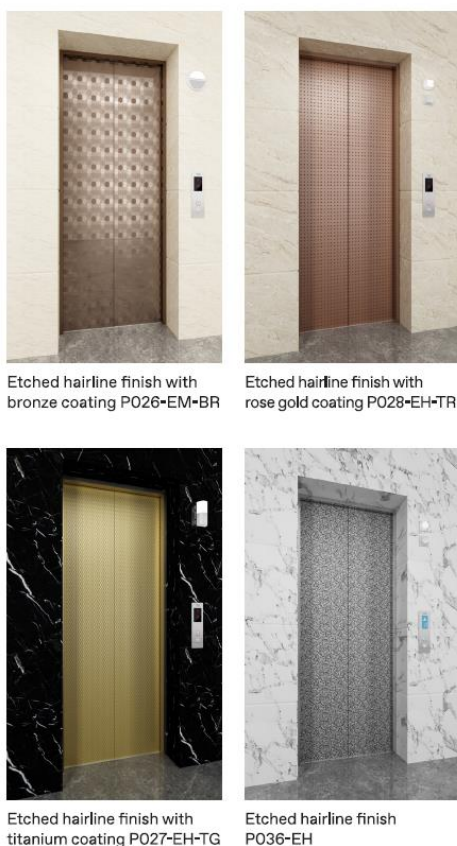 Etched hairline finish with
bronze coating P026-EM-BR
Etched hairline finish with
rose gold coating P028-EH-TR
Etched hairline finish with
titanium coating P027-EH-TG
Etched hairline finish
P036-EH